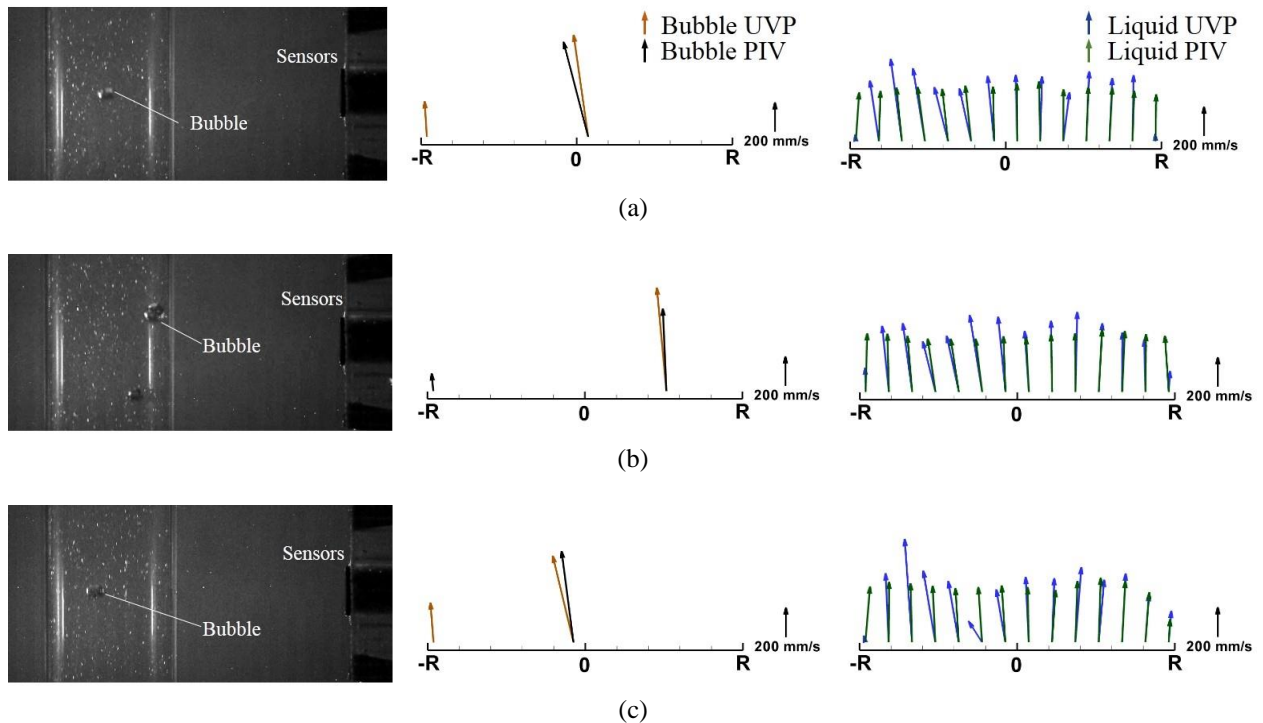 Sensors
Bubble
Bubble UVP
Bubble PIV
200 mm/s
-R
0
R
Liquid UVP
Liquid PIV
200 mm/s
-R
0
R
(a)
Sensors
Bubble
200 mm/s
-R
0
R
200 mm/s
-R
0
R
(b)
Sensors
Bubble
200 mm/s
-R
0
R
200 mm/s
-R
0
R
(c)